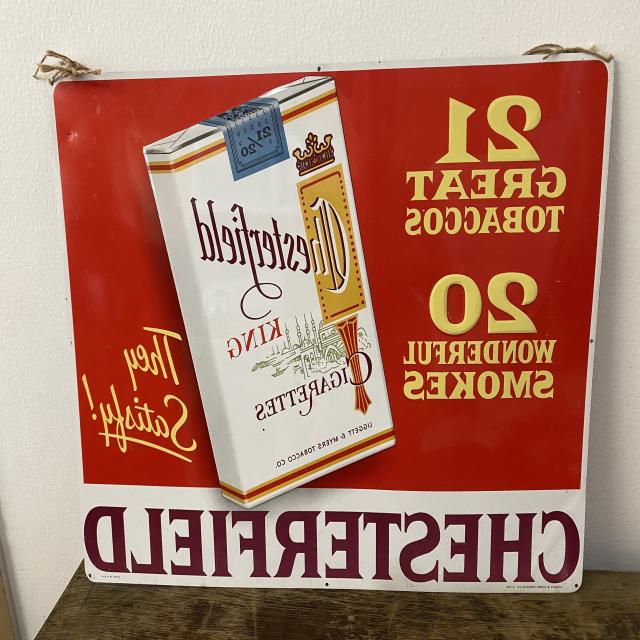 21
GREAT
TOBACCOS
20
WONDERFUL
SMOKES
21/20
Chesterfield
KING
CIGARETTES
LIGGETT & MYERS TOBACCO CO.
They
Satisfy!
CHESTERFIELD